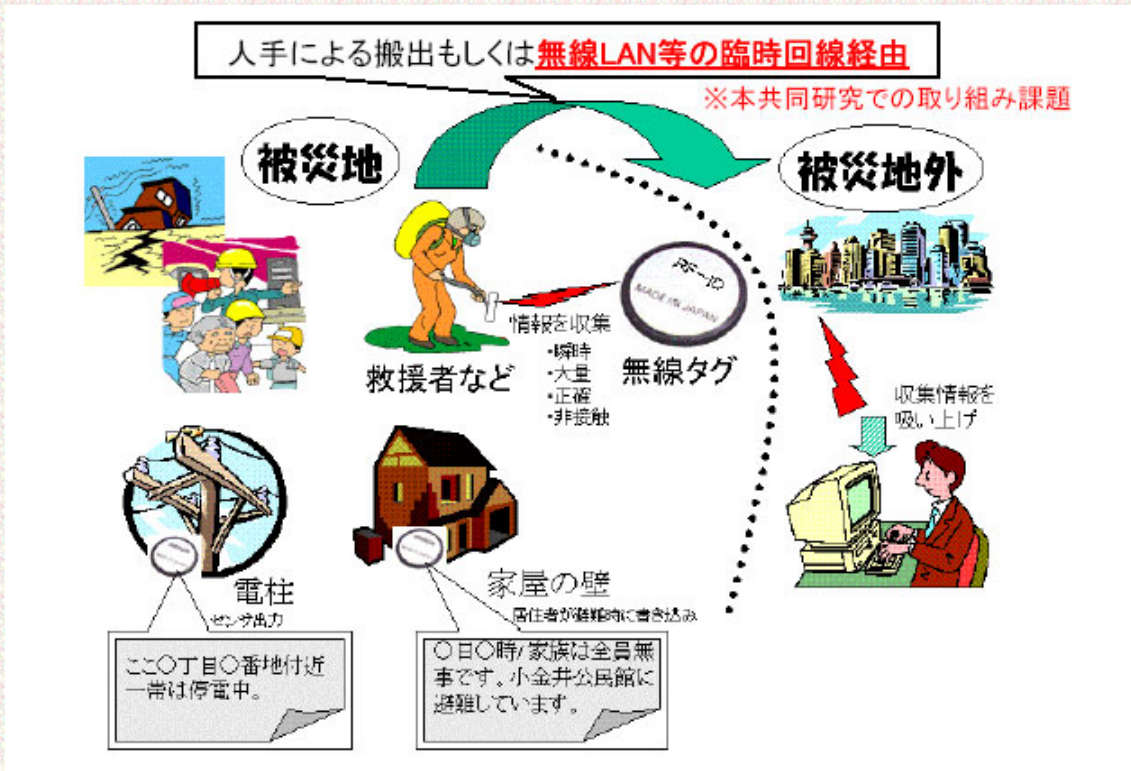 人手による搬出もしくは無線LAN等の臨時回線経由
※本共同研究での取り組み課題
被災地
被災地外
RF-ID
MADE IN JAPAN
情報を収集
・瞬時
・大量
・正確
・非接触
救援者など
無線タグ
収集情報を
吸い上げ
電柱
センサ出力
家屋の壁
居住者が避難時に書き込み
ここ〇丁目〇番地付近
一帯は停電中。
〇日〇時/家族は全員無
事です。小金井公民館に
避難しています。